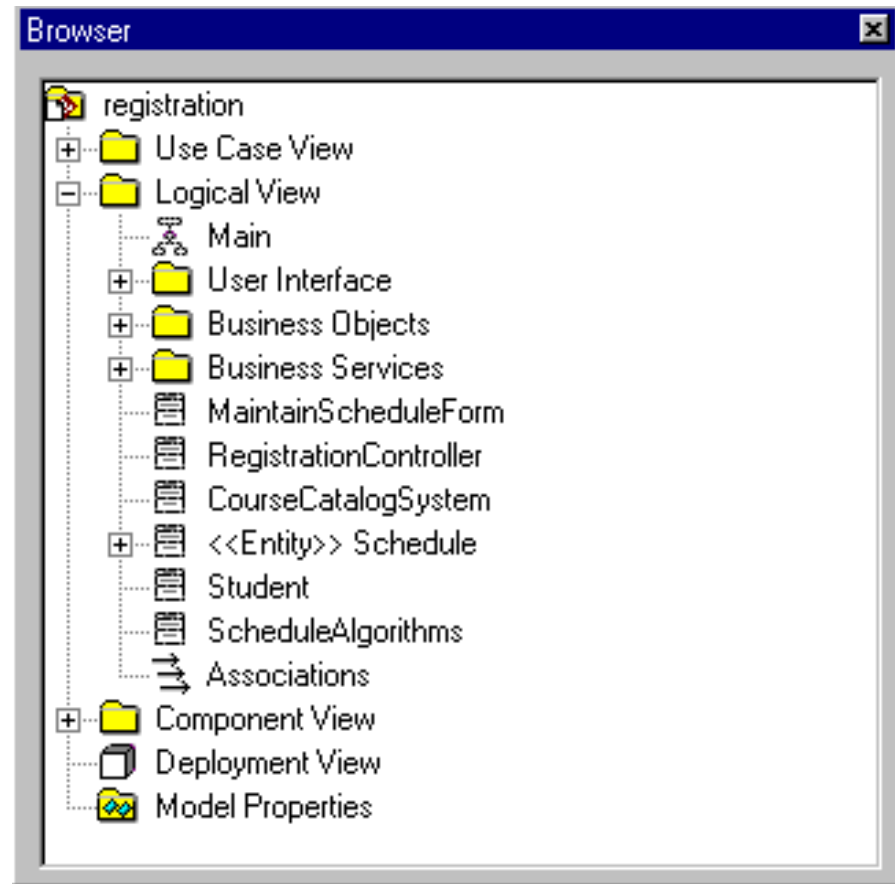 Browser
registration
Use Case View
Logical View
Main
User Interface
Business Objects
Business Services
MaintainScheduleForm
RegistrationController
CourseCatalogSystem
<<Entity>> Schedule
Student
ScheduleAlgorithms
Associations
Component View
Deployment View
Model Properties